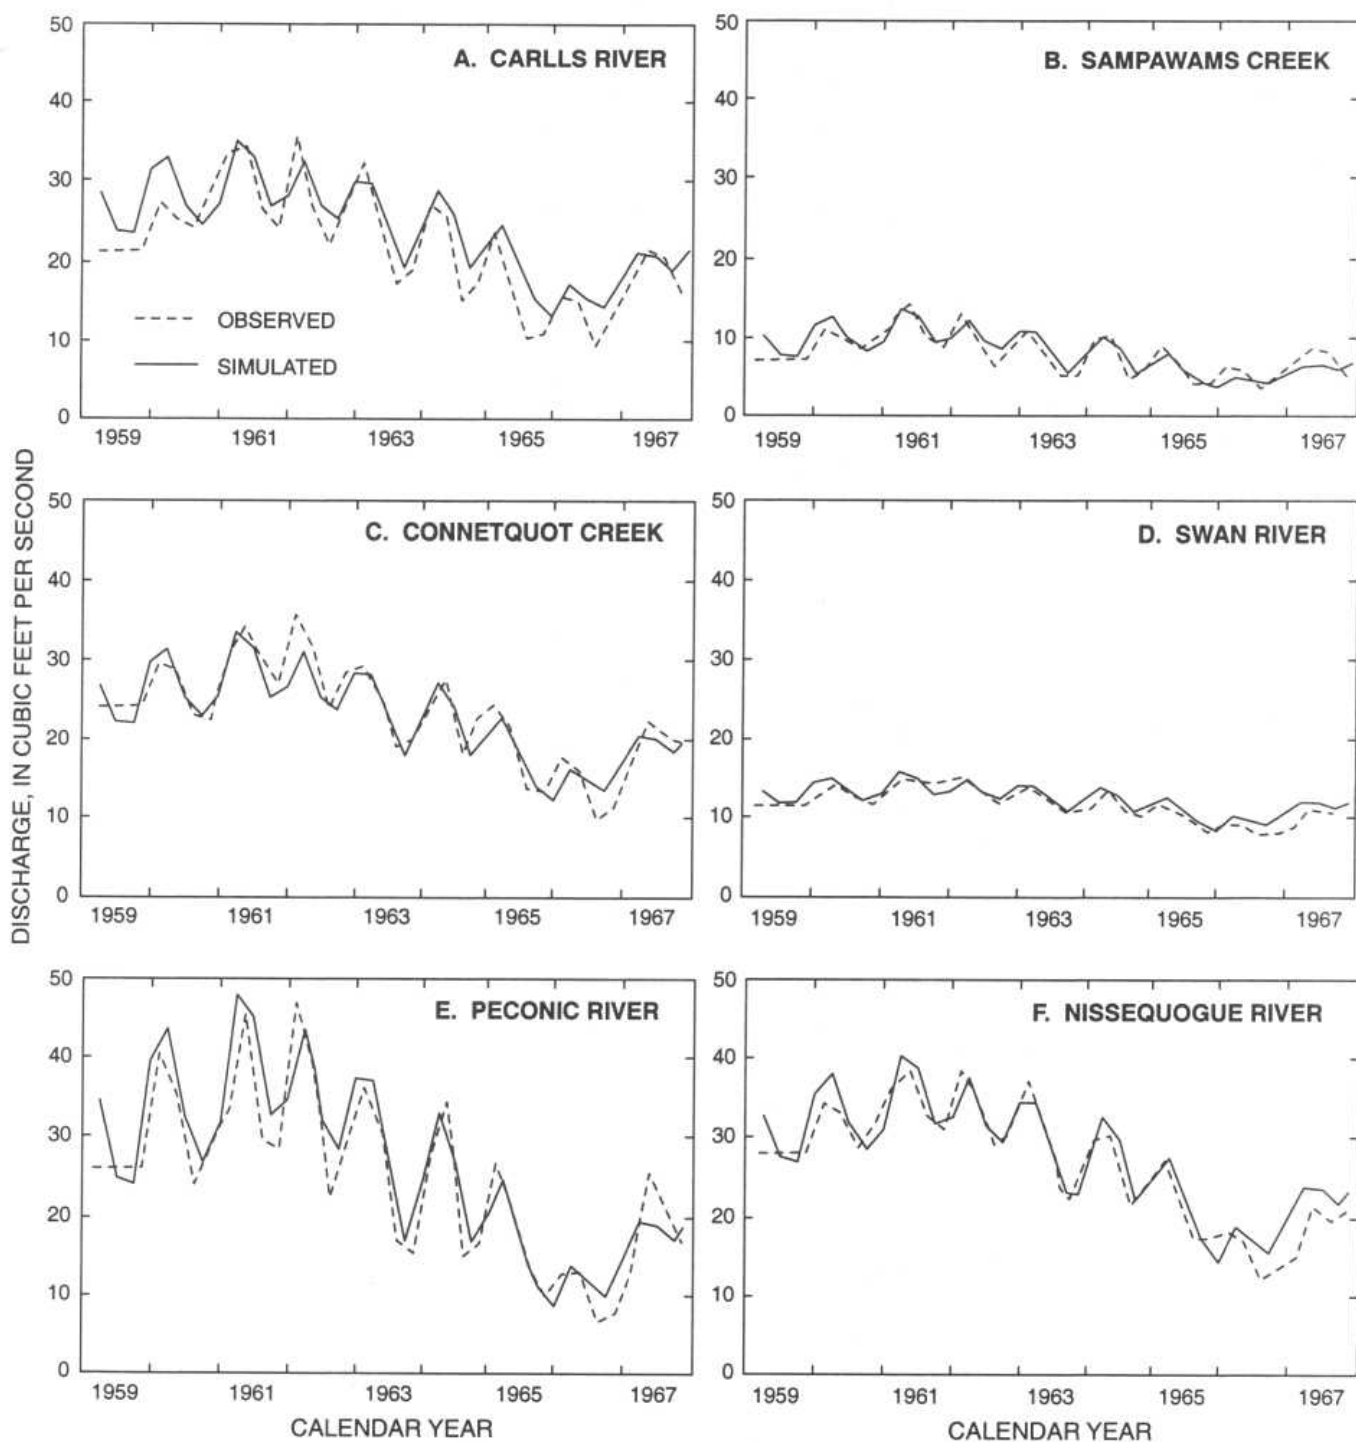 DISCHARGE, IN CUBIC FEET PER SECOND
A. CARLLS RIVER
50
40
30
20
10
0
OBSERVED
SIMULATED
1959 1961 1963 1965 1967
B. SAMPAWAMS CREEK
50
40
30
20
10
0
1959 1961 1963 1965 1967
C. CONNETQUOT CREEK
50
40
30
20
10
0
1959 1961 1963 1965 1967
D. SWAN RIVER
50
40
30
20
10
0
1959 1961 1963 1965 1967
E. PECONIC RIVER
50
40
30
20
10
0
1959 1961 1963 1965 1967
CALENDAR YEAR
F. NISSEQUOGUE RIVER
50
40
30
20
10
0
1959 1961 1963 1965 1967
CALENDAR YEAR